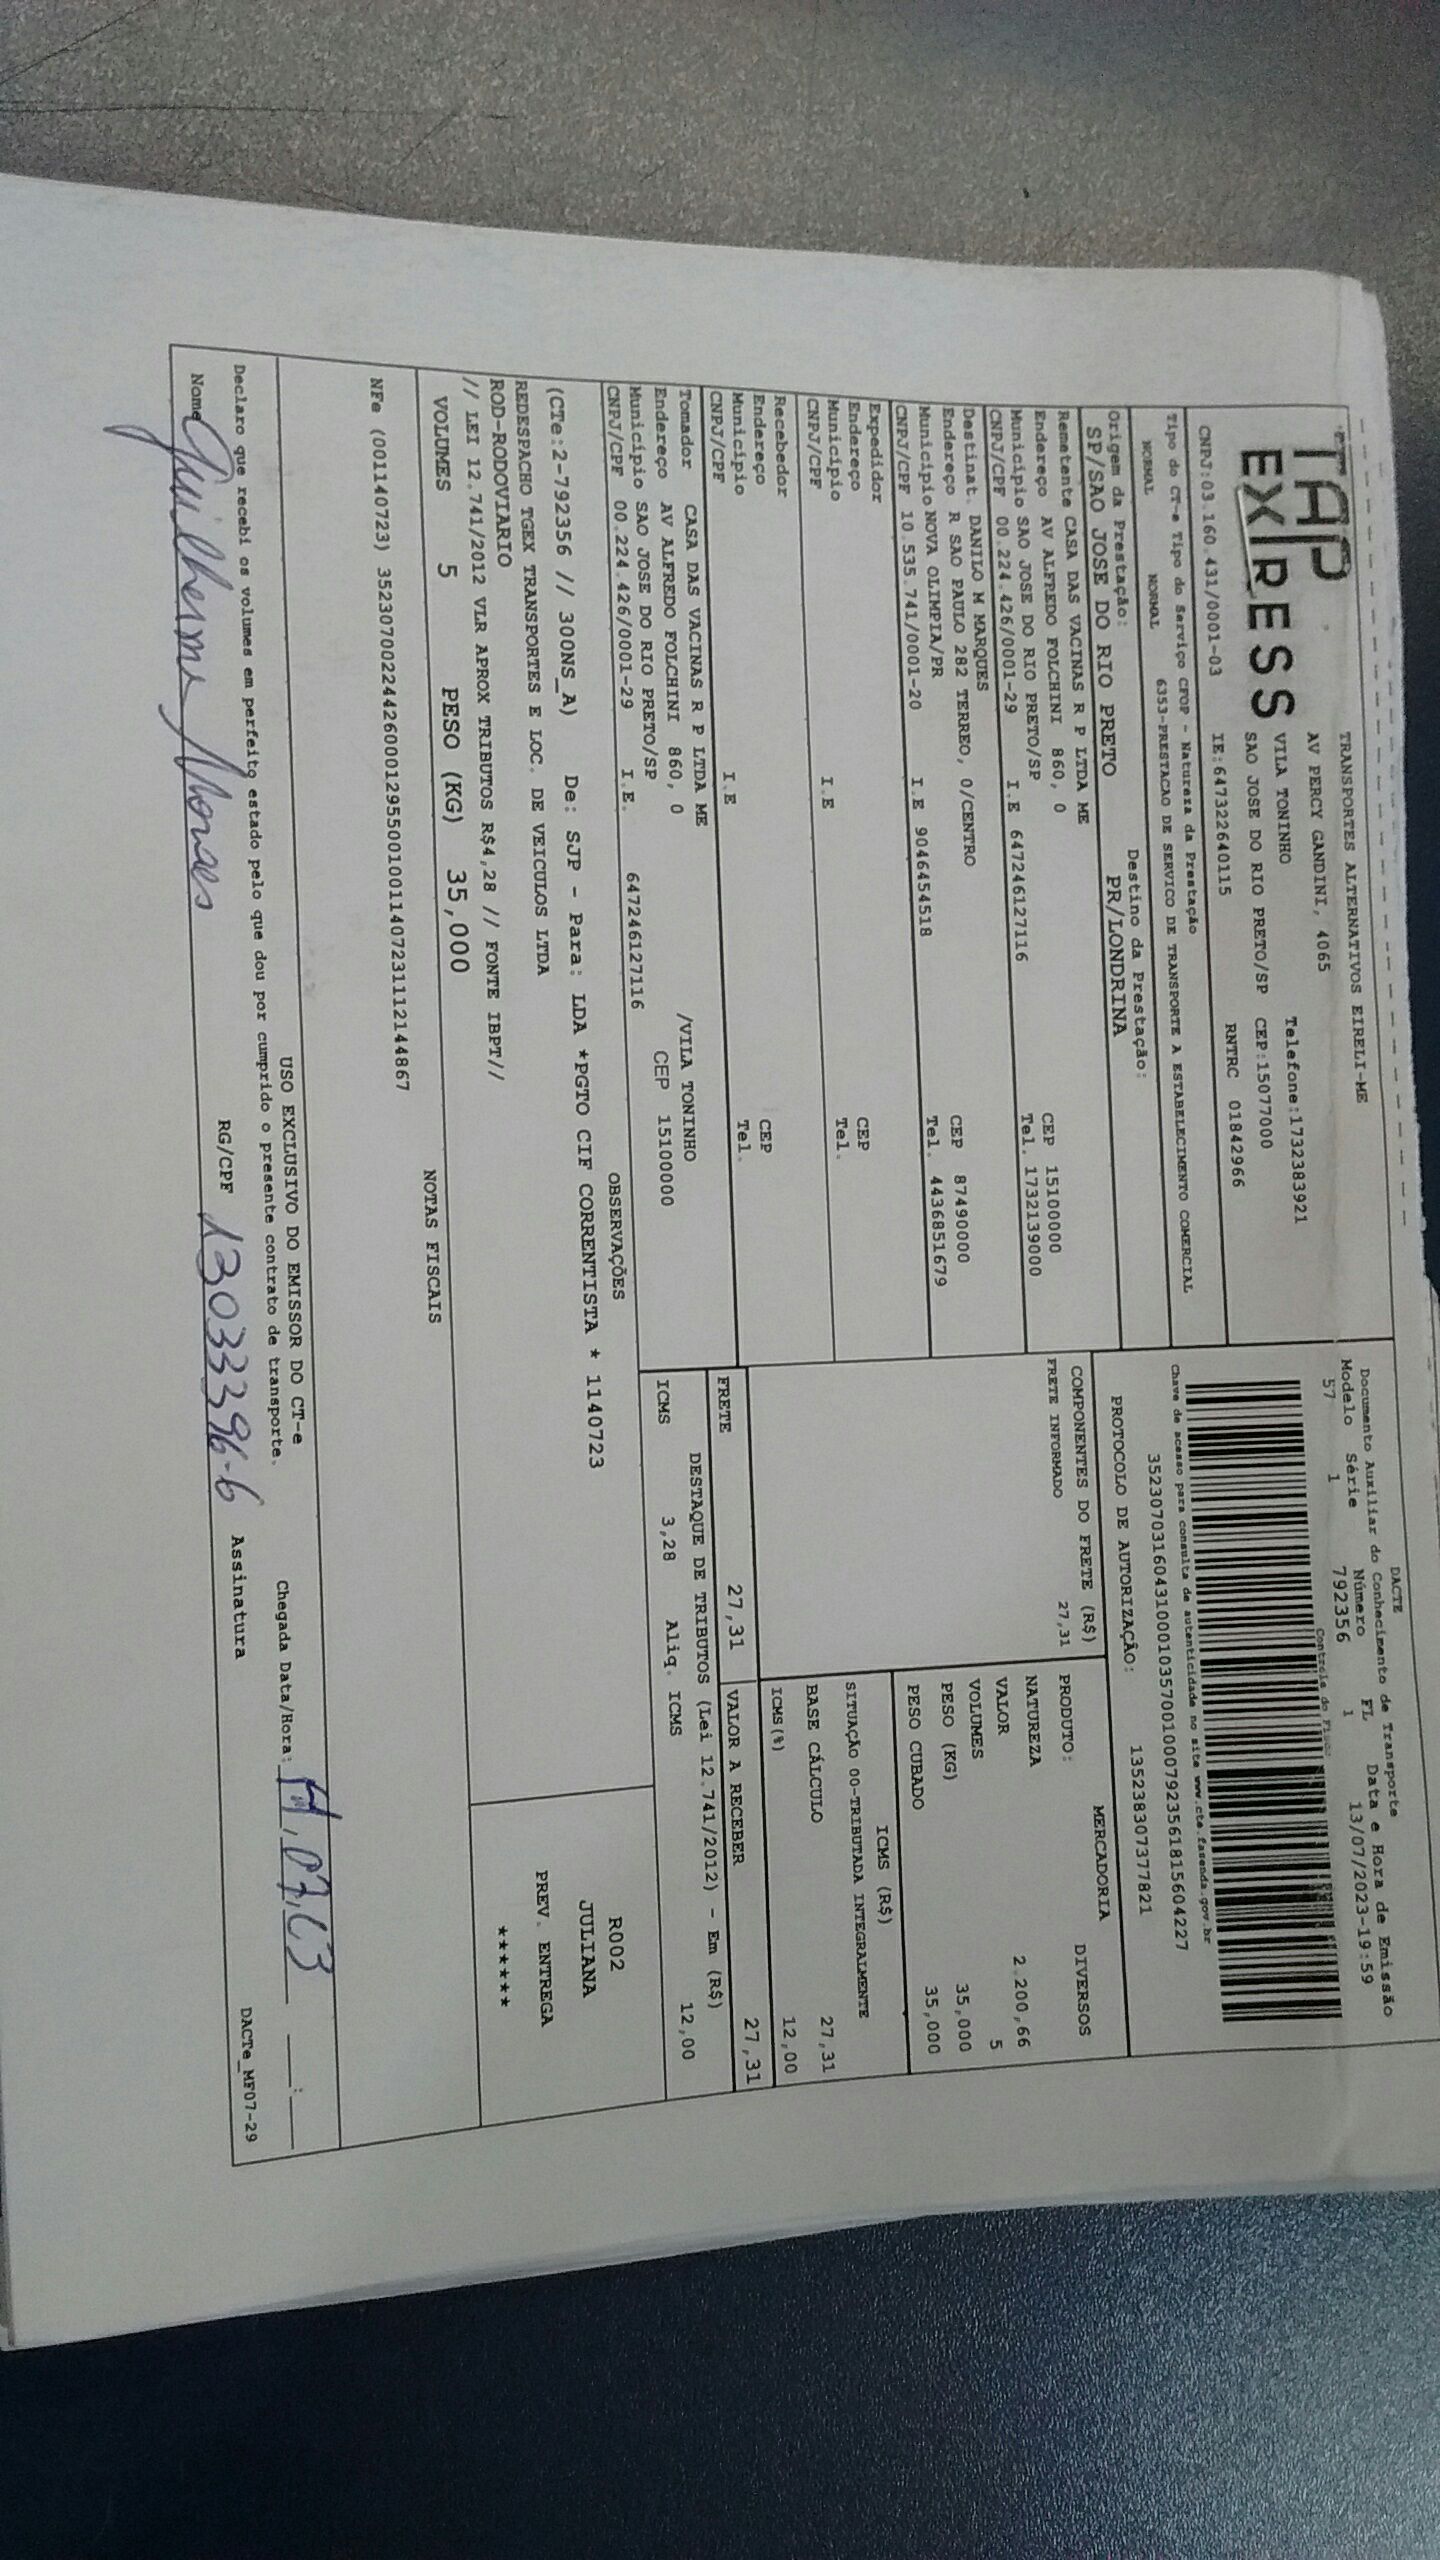 TAP
EXPRESS
TRANSPORTES ALTERNATIVOS EIRELI-ME
AV PERCY GANDINI, 4065 Telefone:1732383921
VILA TONINHO
SAO JOSE DO RIO PRETO/SP CEP:15077000
CNPJ:03.160.431/0001-03 IE:647322640115 RNTRC 01842966
Tipo do CT-e Tipo do Serviço CFOP - Natureza da Prestação
NORMAL NORMAL 6353-PRESTACAO DE SERVICO DE TRANSPORTE A ESTABELECIMENTO COMERCIAL
Origem da Prestação: Destino da Prestação:
SP/SAO JOSE DO RIO PRETO PR/LONDRINA
Remetente CASA DAS VACINAS R P LTDA ME
Endereço AV ALFREDO FOLCHINI 860, 0 CEP 15100000
Município SAO JOSE DO RIO PRETO/SP Tel. 1732139000
CNPJ/CPF 00.224.426/0001-29 I.E 647246127116
Destinat. DANILO M MARQUES
Endereço R SAO PAULO 282 TERREO, 0/CENTRO CEP 87490000
Município NOVA OLIMPIA/PR Tel. 4436851679
CNPJ/CPF 10.535.741/0001-20 I.E 9046454518
Expedidor
Endereço CEP
Município Tel.
CNPJ/CPF I.E
Recebedor
Endereço CEP
Município Tel.
CNPJ/CPF I.E
Tomador CASA DAS VACINAS R P LTDA ME
Endereço AV ALFREDO FOLCHINI 860, 0 /VILA TONINHO
Município SAO JOSE DO RIO PRETO/SP CEP 15100000
CNPJ/CPF 00.224.426/0001-29 I.E. 647246127116
DACTE
Documento Auxiliar do Conhecimento de Transporte
Modelo Série Número FL Data e Hora de Emissão
57 1 792356 1 13/07/2023-19:59
Controle do Fisco
Chave de acesso para consulta de autenticidade no site www.cte.fazenda.gov.br
35230703160431000103570010007923561815604227
PROTOCOLO DE AUTORIZAÇÃO: 135238307377821
COMPONENTES DO FRETE (R$)
FRETE INFORMADO 27,31
MERCADORIA
PRODUTO: DIVERSOS
NATUREZA
VALOR 2.200,66
VOLUMES 5
PESO (KG) 35,000
PESO CUBADO 35,000
ICMS (R$)
SITUAÇÃO 00-TRIBUTADA INTEGRALMENTE
BASE CÁLCULO 27,31
ICMS(%) 12,00
FRETE 27,31 VALOR A RECEBER 27,31
DESTAQUE DE TRIBUTOS (Lei 12.741/2012) - Em (R$)
ICMS 3,28 Aliq. ICMS 12,00
OBSERVAÇÕES
(CTe:2-792356 // 300NS_A) De: SJP - Para: LDA *PGTO CIF CORRENTISTA * 1140723
REDESPACHO TGEX TRANSPORTES E LOC. DE VEICULOS LTDA
ROD-RODOVIARIO
// LEI 12.741/2012 VLR APROX TRIBUTOS R$4,28 // FONTE IBPT//
R002
JULIANA
PREV. ENTREGA
******
VOLUMES 5 PESO (KG) 35,000
NOTAS FISCAIS
NFe (001140723) 35230700224426000129550010011407231112144867
USO EXCLUSIVO DO EMISSOR DO CT-e
Declaro que recebi os volumes em perfeito estado pelo que dou por cumprido o presente contrato de transporte.
Chegada Data/Hora:
Nome Guilherme Novaes RG/CPF 13033396-6 Assinatura
DACTe_MF07-29